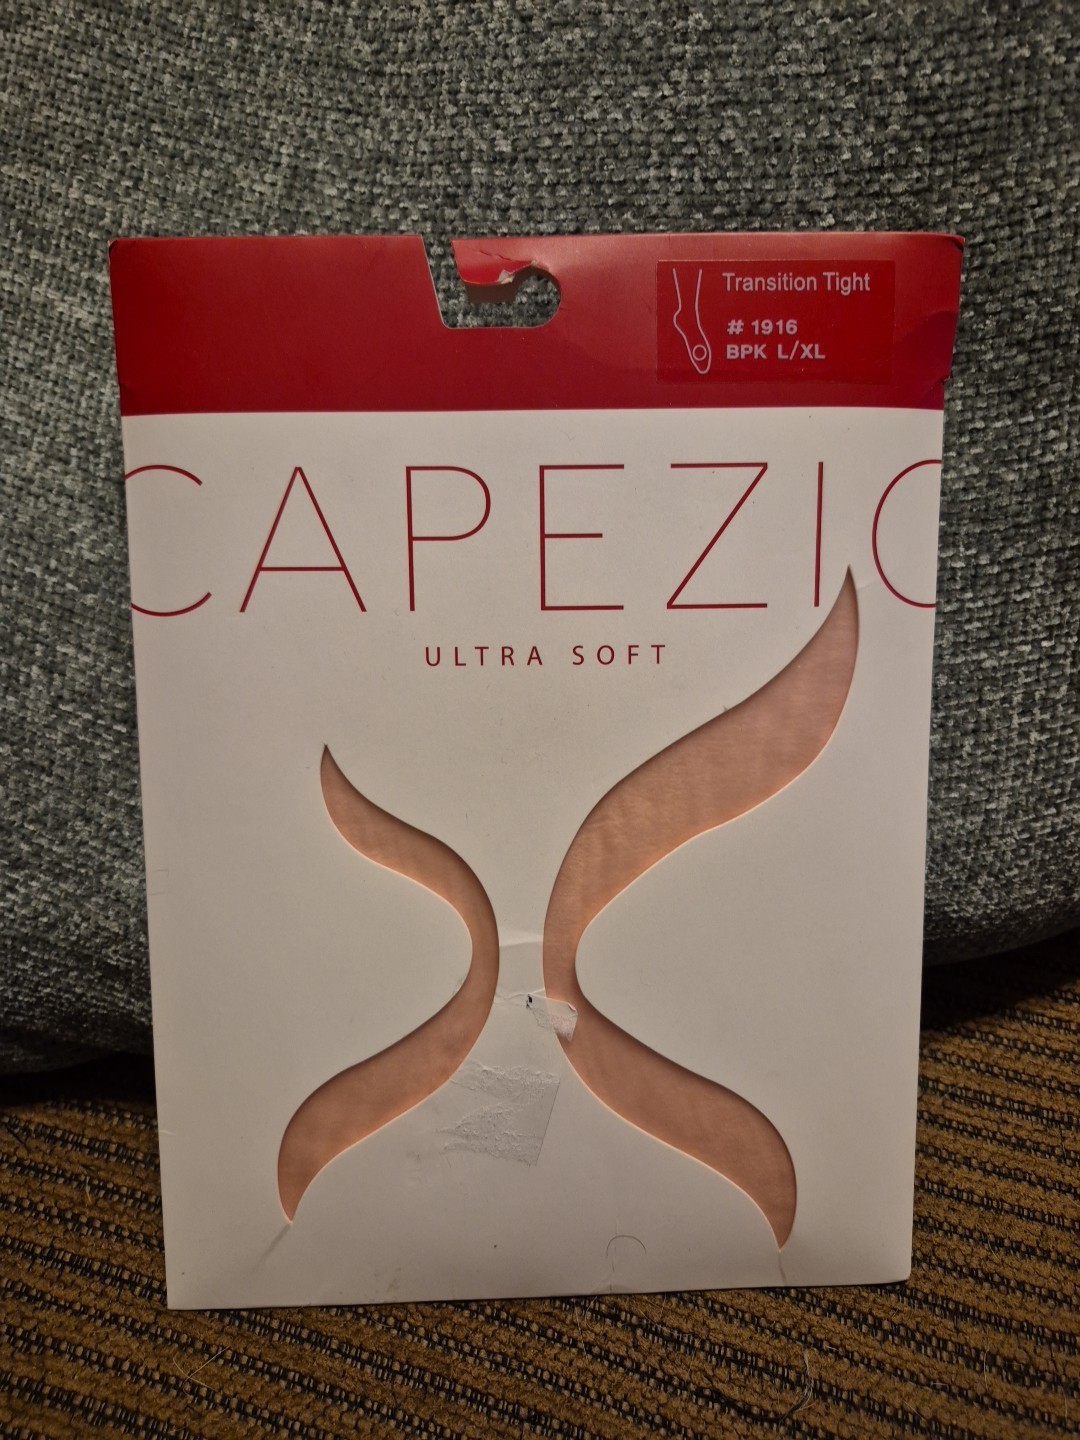 Transition Tight
# 1916
BPK L/XL
CAPEZIO
ULTRA SOFT